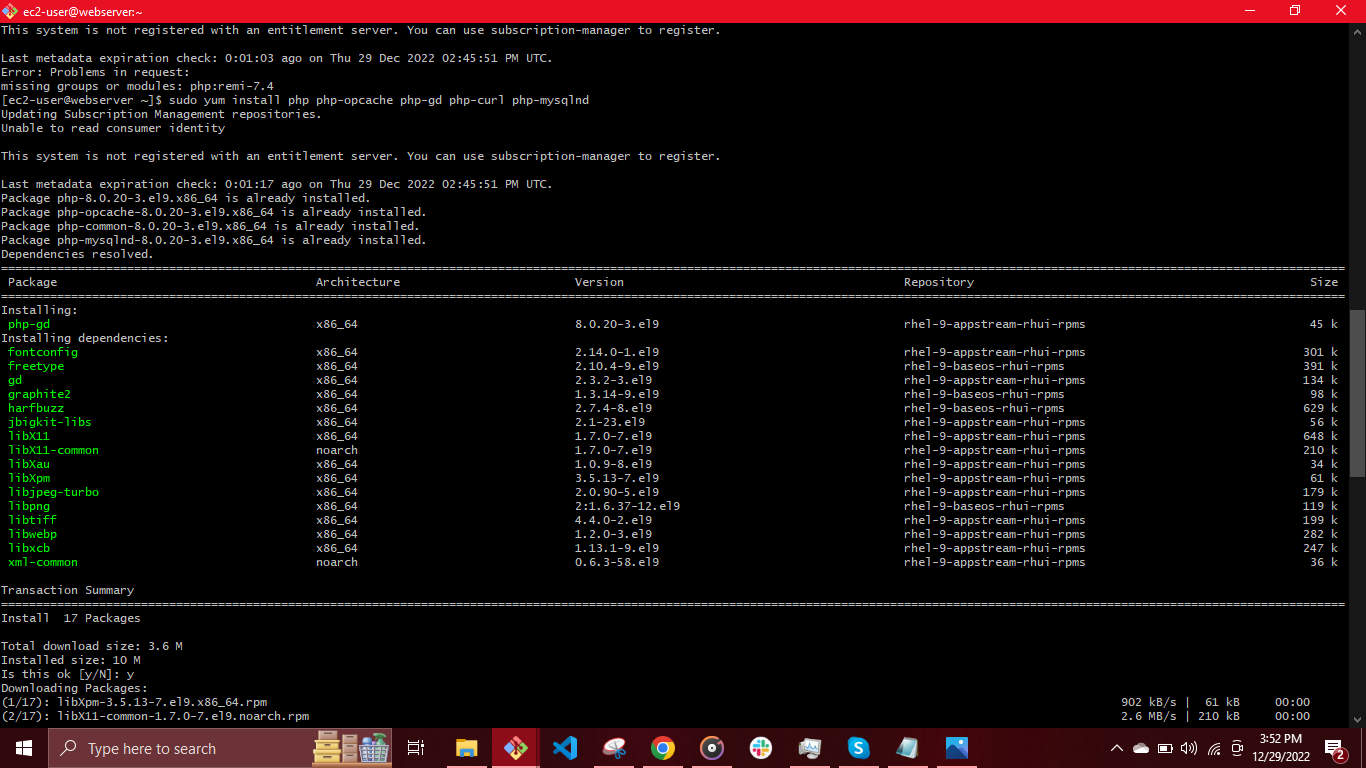 ec2-user@webserver:~
This system is not registered with an entitlement server. You can use subscription-manager to register.
Last metadata expiration check: 0:01:03 ago on Thu 29 Dec 2022 02:45:51 PM UTC.
Error: Problems in request:
missing groups or modules: php:remi-7.4
[ec2-user@webserver ~]$ sudo yum install php php-opcache php-gd php-curl php-mysqlnd
Updating Subscription Management repositories.
Unable to read consumer identity
This system is not registered with an entitlement server. You can use subscription-manager to register.
Last metadata expiration check: 0:01:17 ago on Thu 29 Dec 2022 02:45:51 PM UTC.
Package php-8.0.20-3.el9.x86_64 is already installed.
Package php-opcache-8.0.20-3.el9.x86_64 is already installed.
Package php-common-8.0.20-3.el9.x86_64 is already installed.
Package php-mysqlnd-8.0.20-3.el9.x86_64 is already installed.
Dependencies resolved.
Package Architecture Version Repository Size
Installing:
php-gd x86_64 8.0.20-3.el9 rhel-9-appstream-rhui-rpms 45 k
Installing dependencies:
fontconfig x86_64 2.14.0-1.el9 rhel-9-appstream-rhui-rpms 301 k
freetype x86_64 2.10.4-9.el9 rhel-9-baseos-rhui-rpms 391 k
gd x86_64 2.3.2-3.el9 rhel-9-appstream-rhui-rpms 134 k
graphite2 x86_64 1.3.14-9.el9 rhel-9-baseos-rhui-rpms 98 k
harfbuzz x86_64 2.7.4-8.el9 rhel-9-baseos-rhui-rpms 629 k
jbigkit-libs x86_64 2.1-23.el9 rhel-9-appstream-rhui-rpms 56 k
libX11 x86_64 1.7.0-7.el9 rhel-9-appstream-rhui-rpms 648 k
libX11-common noarch 1.7.0-7.el9 rhel-9-appstream-rhui-rpms 210 k
libXau x86_64 1.0.9-8.el9 rhel-9-appstream-rhui-rpms 34 k
libXpm x86_64 3.5.13-7.el9 rhel-9-appstream-rhui-rpms 61 k
libjpeg-turbo x86_64 2.0.90-5.el9 rhel-9-appstream-rhui-rpms 179 k
libpng x86_64 2:1.6.37-12.el9 rhel-9-baseos-rhui-rpms 119 k
libtiff x86_64 4.4.0-2.el9 rhel-9-appstream-rhui-rpms 199 k
libwebp x86_64 1.2.0-3.el9 rhel-9-appstream-rhui-rpms 282 k
libxcb x86_64 1.13.1-9.el9 rhel-9-appstream-rhui-rpms 247 k
xml-common noarch 0.6.3-58.el9 rhel-9-appstream-rhui-rpms 36 k
Transaction Summary
Install 17 Packages
Total download size: 3.6 M
Installed size: 10 M
Is this ok [y/N]: y
Downloading Packages:
(1/17): libXpm-3.5.13-7.el9.x86_64.rpm 902 kB/s | 61 kB 00:00
(2/17): libX11-common-1.7.0-7.el9.noarch.rpm 2.6 MB/s | 210 kB 00:00
Type here to search
3:52 PM
12/29/2022
2